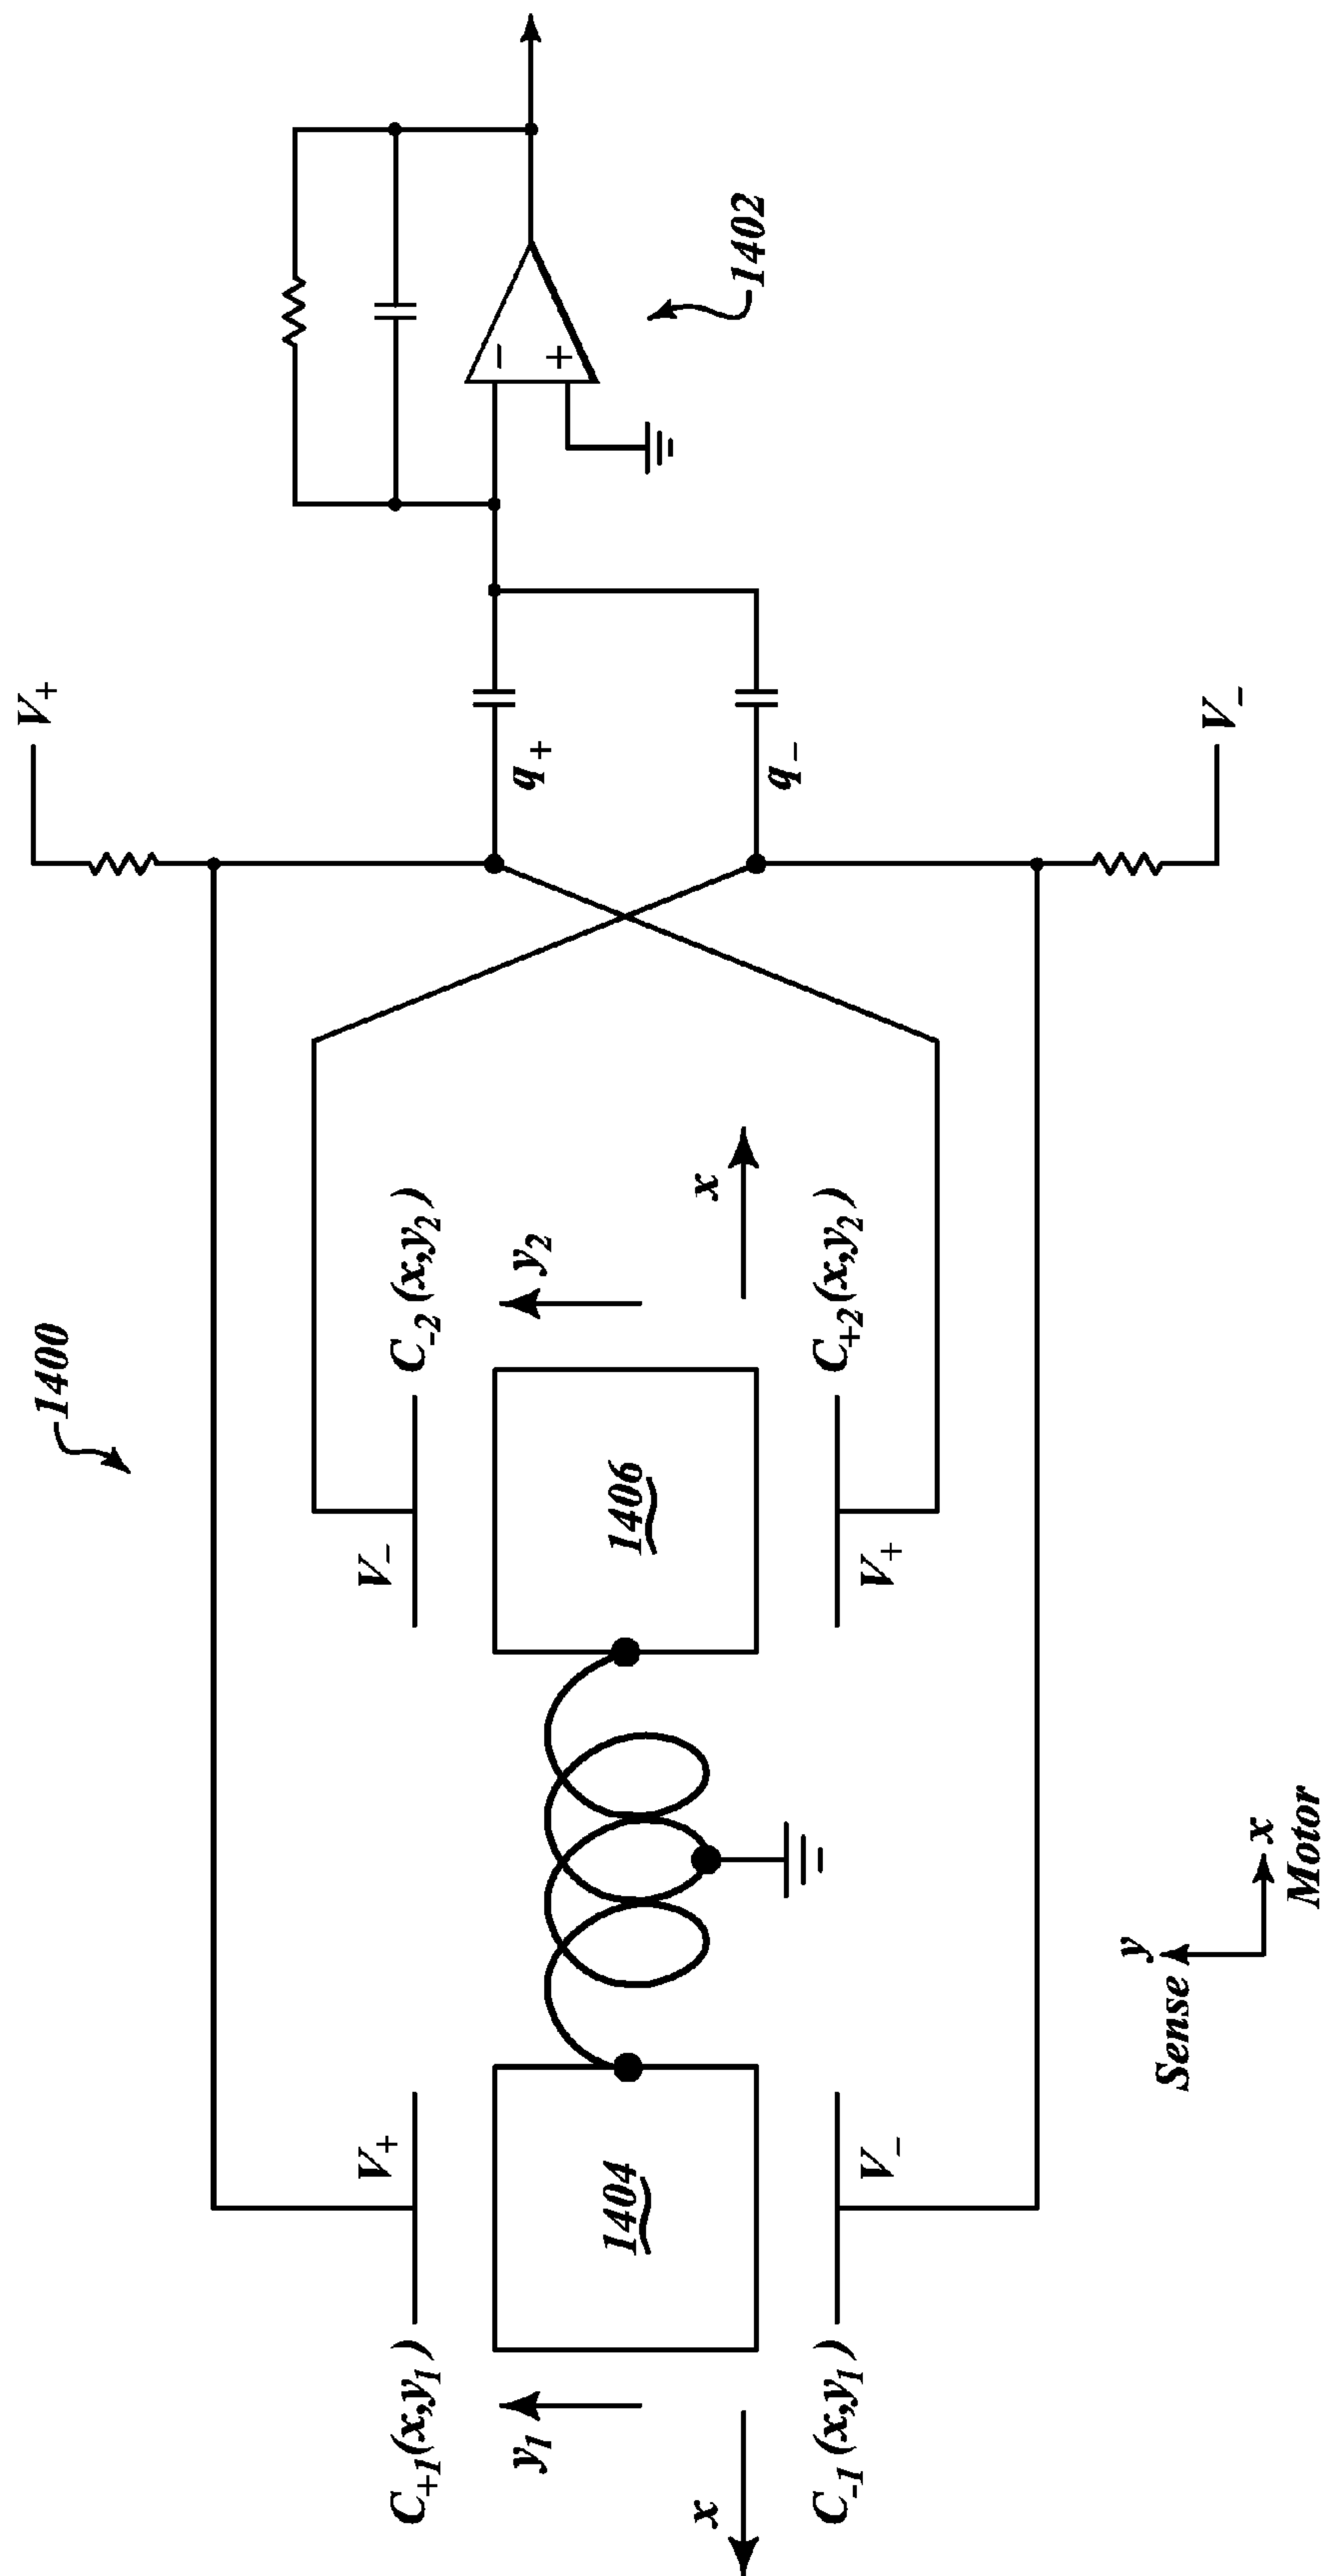 1400
V+
V-
C+1(x,y1)
V+
V-
C-2(x,y2)
y1
1404
1406
y2
x
x
C-1(x,y1)
V-
V+
C+2(x,y2)
q+
q-
-
+
1402
y
Sense
x
Motor